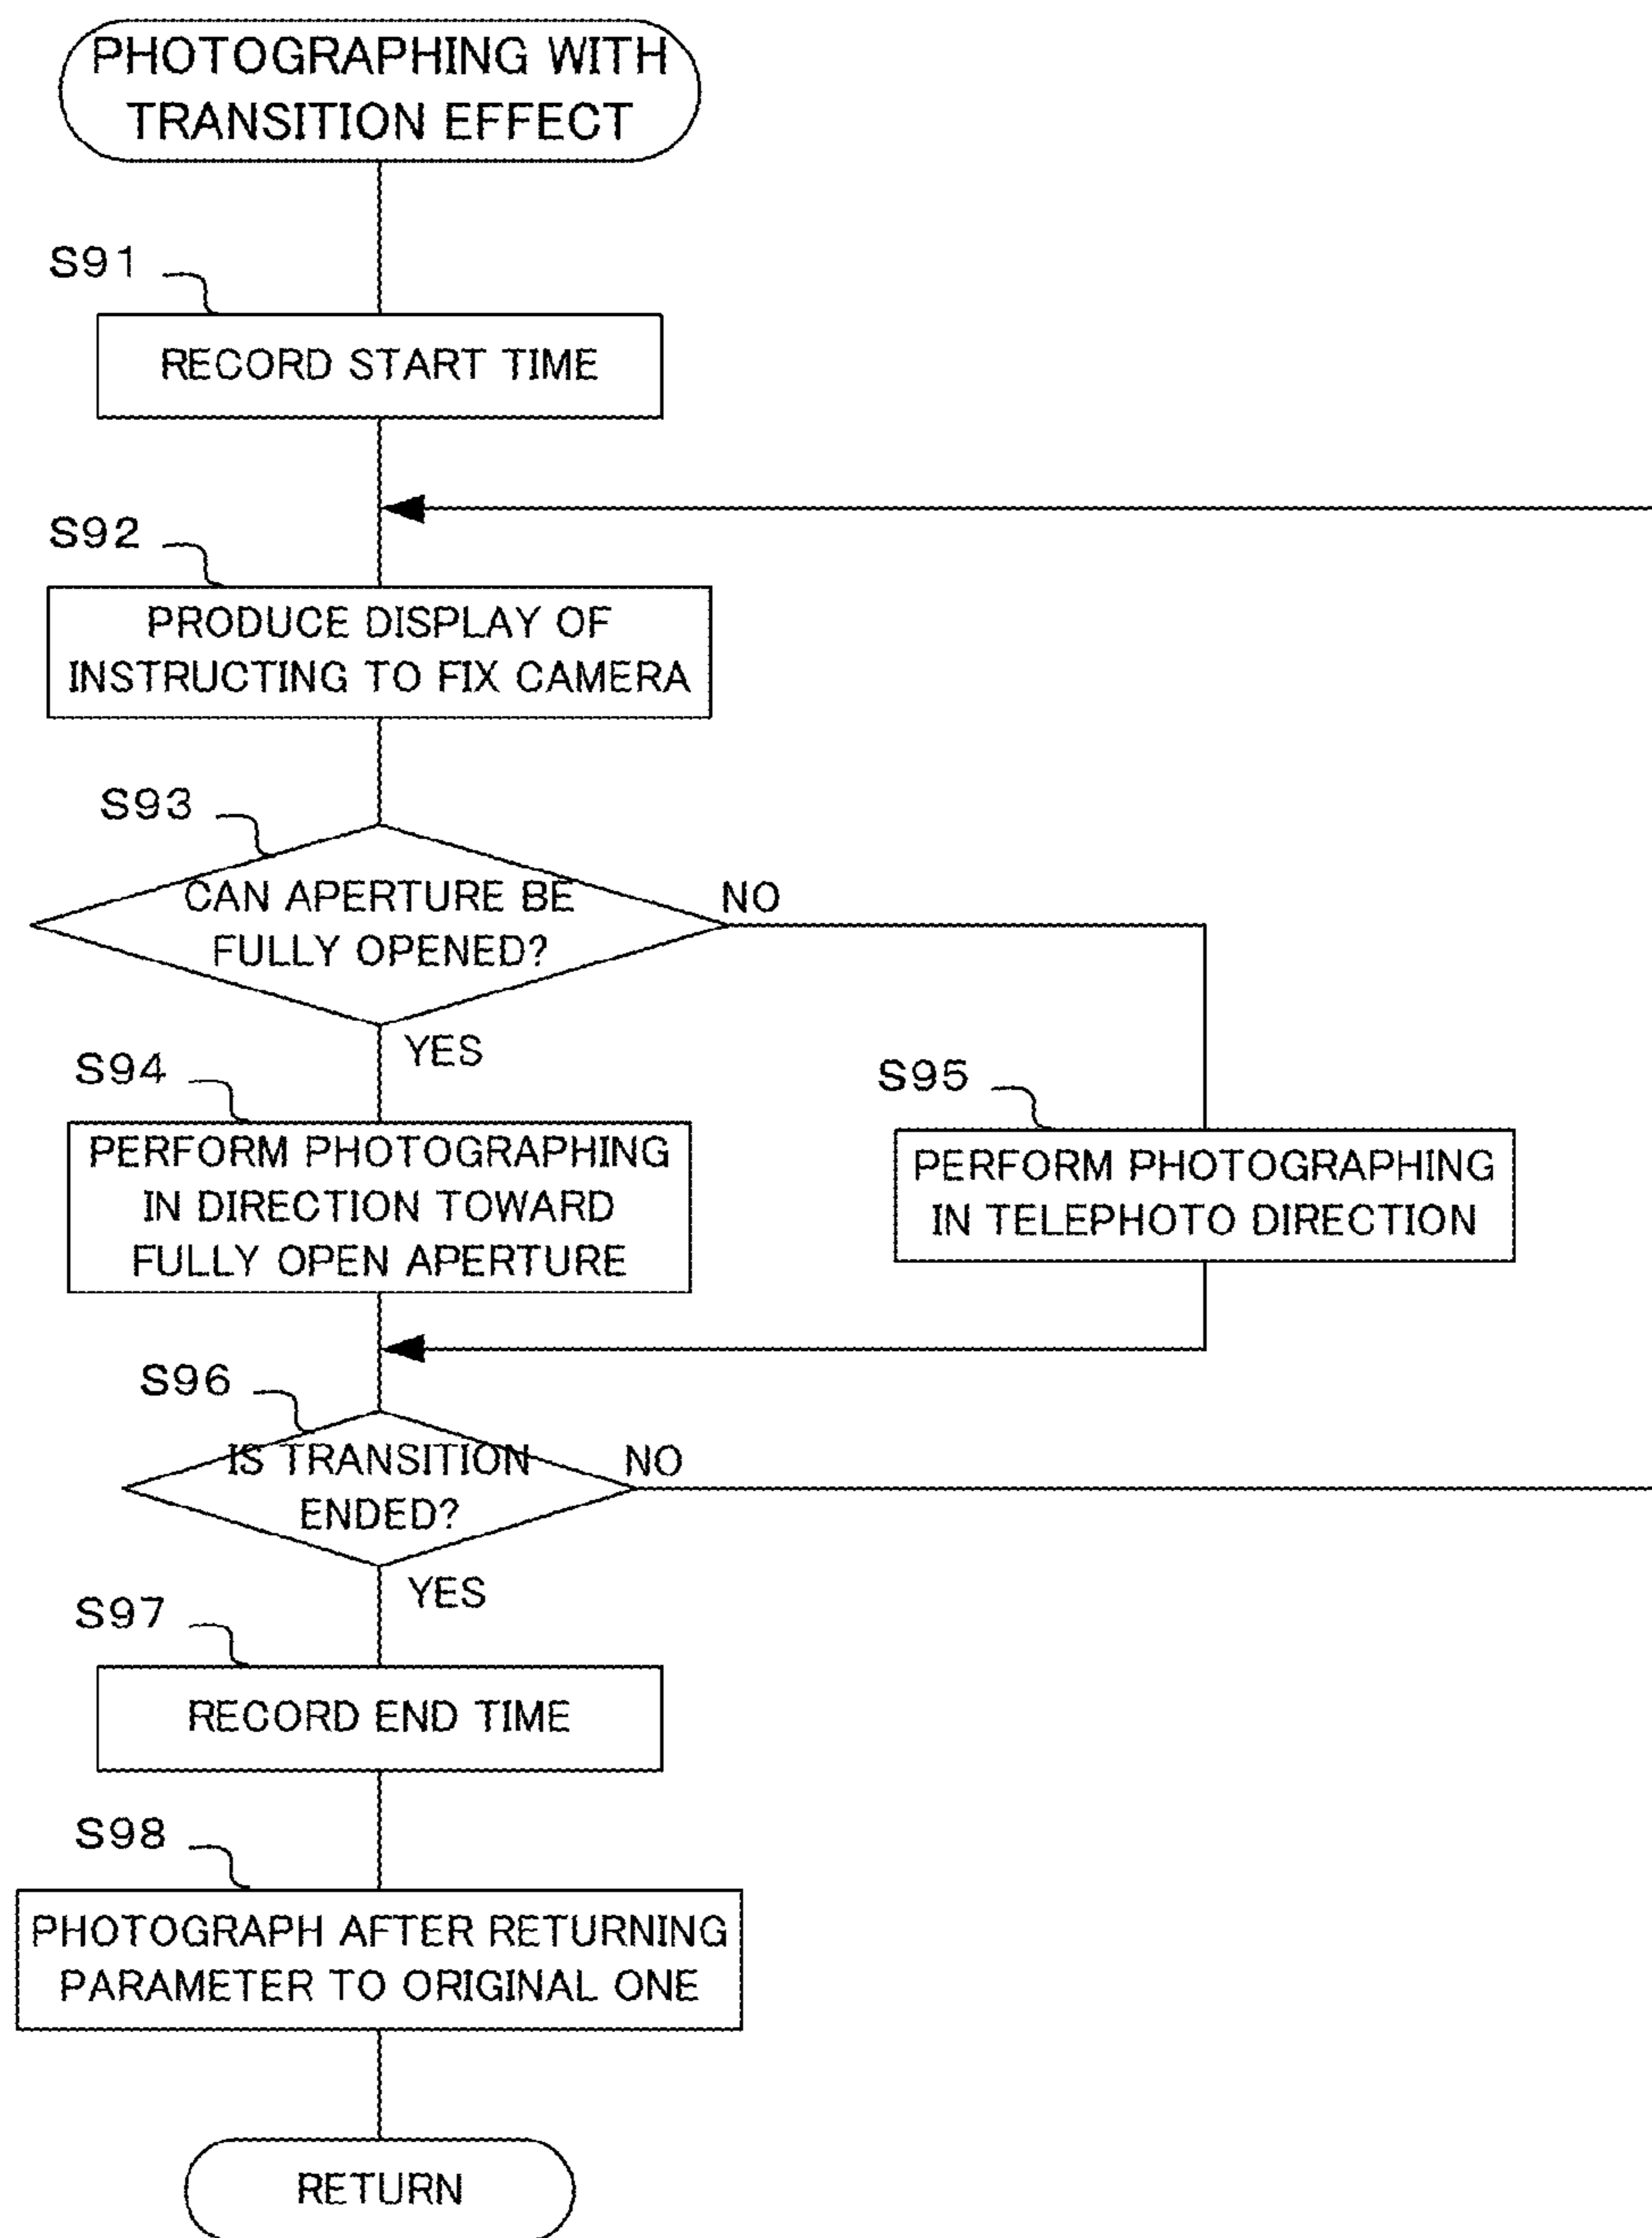 PHOTOGRAPHING WITH
TRANSITION EFFECT
S91
RECORD START TIME
S92
PRODUCE DISPLAY OF
INSTRUCTING TO FIX CAMERA
S93
CAN APERTURE BE
FULLY OPENED?
NO
YES
S94
PERFORM PHOTOGRAPHING
IN DIRECTION TOWARD
FULLY OPEN APERTURE
S95
PERFORM PHOTOGRAPHING
IN TELEPHOTO DIRECTION
S96
IS TRANSITION
ENDED?
NO
YES
S97
RECORD END TIME
S98
PHOTOGRAPH AFTER RETURNING
PARAMETER TO ORIGINAL ONE
RETURN